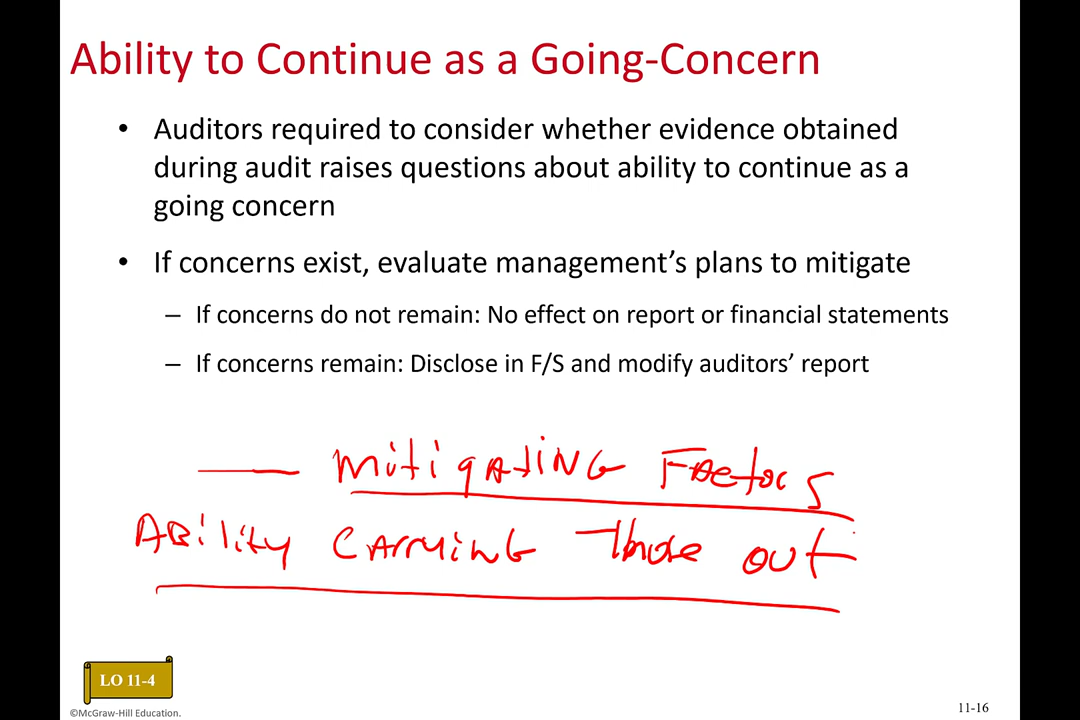 Ability to Continue as a Going-Concern
• Auditors required to consider whether evidence obtained
during audit raises questions about ability to continue as a
going concern
• If concerns exist, evaluate management’s plans to mitigate
– If concerns do not remain: No effect on report or financial statements
– If concerns remain: Disclose in F/S and modify auditors’ report
— Mitigating Factors
Ability Carrying those out
LO 11-4
©McGraw-Hill Education.
11-16